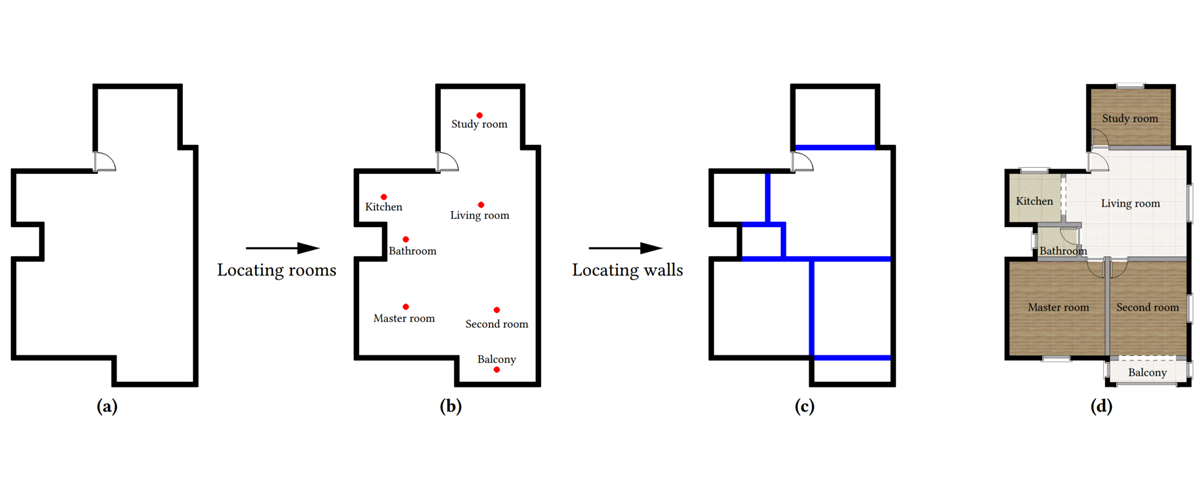 Study room
Kitchen
Living room
Bathroom
Master room
Second room
Balcony
Locating rooms
Locating walls
Study room
Kitchen
Living room
Bathroom
Master room
Second room
Balcony
(a)
(b)
(c)
(d)